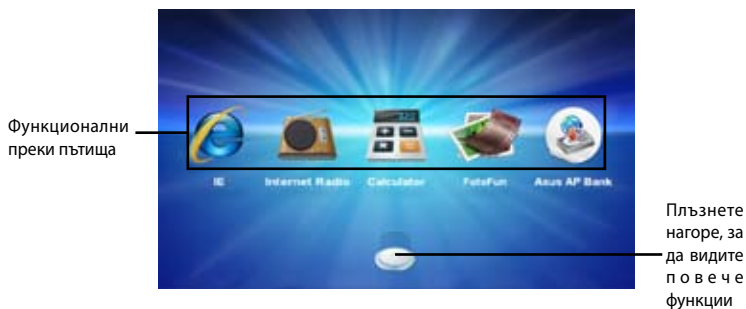 Функционални
преки пътища
IE
Internet Radio
Calculator
FotoFun
Asus AP Bank
Плъзнете
нагоре, за
да видите
повече
функции